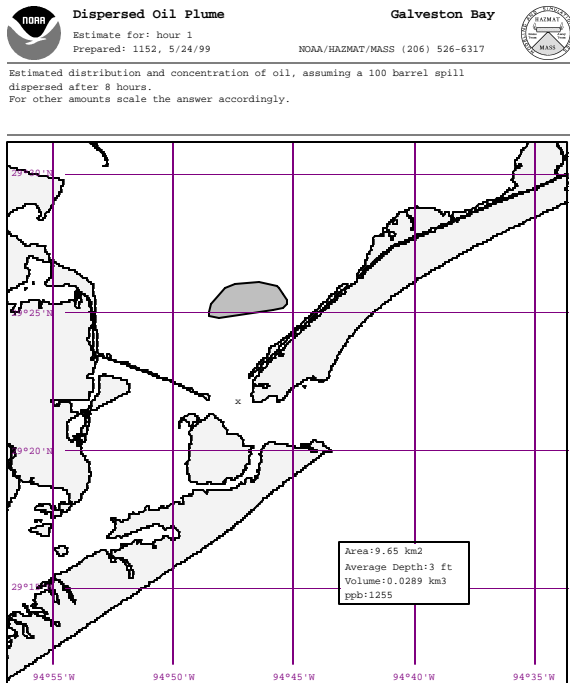 NOAA
Dispersed Oil Plume
Galveston Bay
Estimate for: hour 1
Prepared: 1152, 5/24/99
NOAA/HAZMAT/MASS (206) 526-6317
HAZMAT
MASS
Estimated distribution and concentration of oil, assuming a 100 barrel spill
dispersed after 8 hours.
For other amounts scale the answer accordingly.
x
29°20'N
Area:9.65 km2
Average Depth:3 ft
Volume:0.0289 km3
ppb:1255
94°55'W 94°50'W 94°45'W 94°40'W 94°35'W